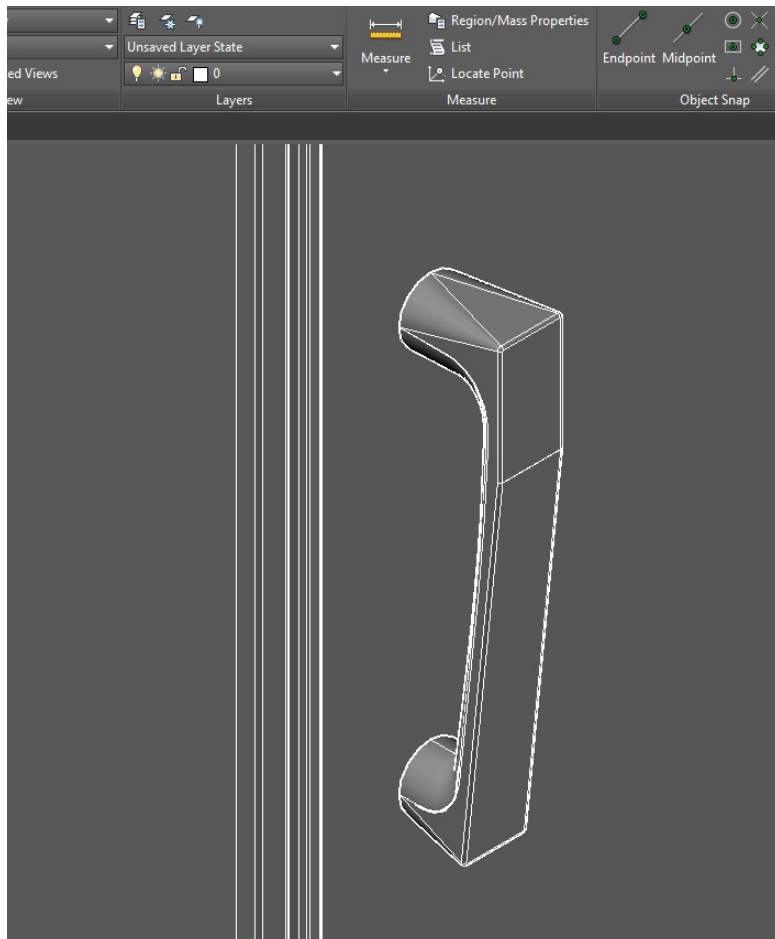 Region/Mass Properties
Unsaved Layer State
List
Measure
Endpoint Midpoint
ed Views
0
Locate Point
ew
Layers
Measure
Object Snap